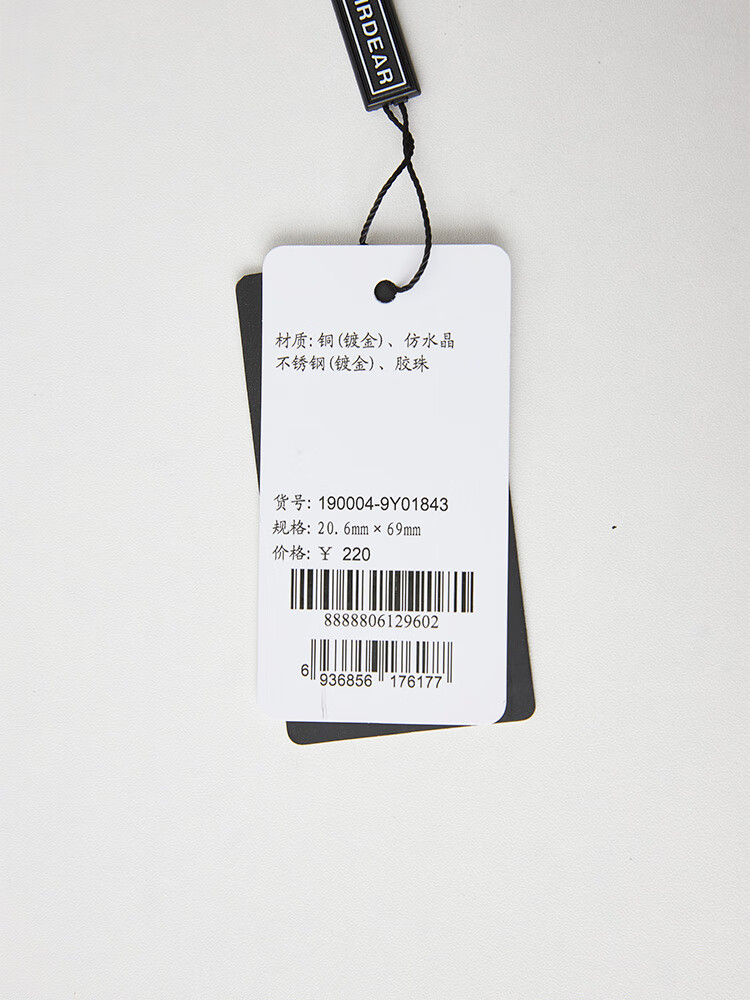 RDEAR
材质:铜(镀金)、仿水晶
不锈钢(镀金)、胶珠
货号: 190004-9Y01843
规格: 20.6mm×69mm
价格: ¥ 220
8888806129602
6 936856 176177